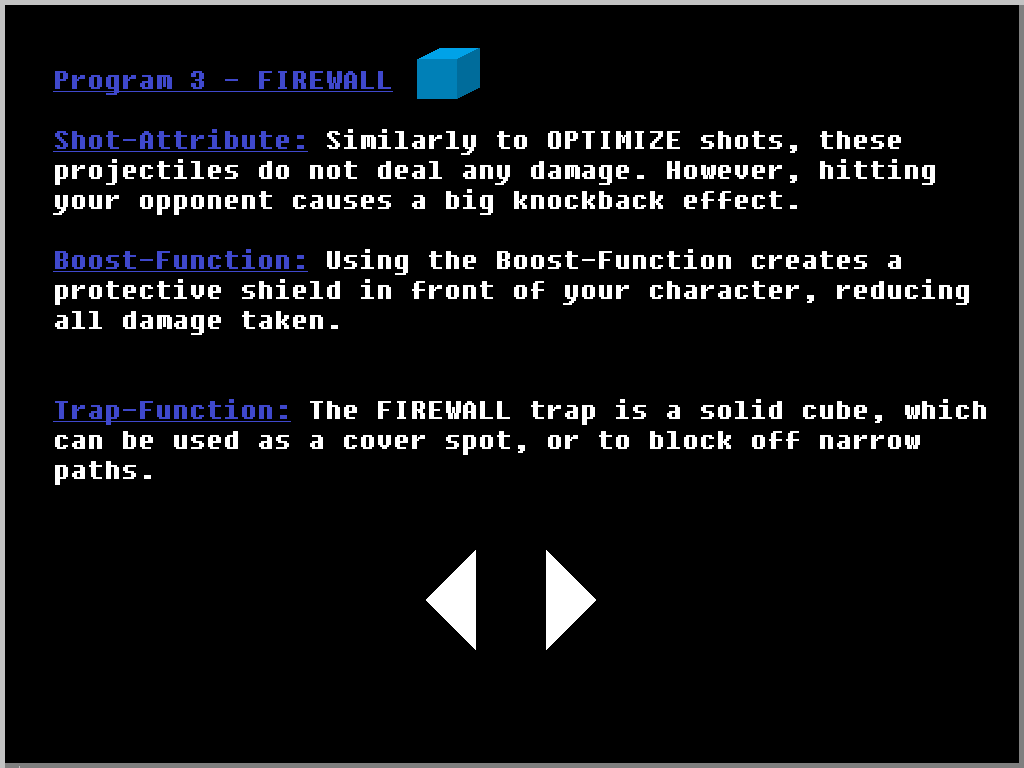 Program 3 - FIREWALL
Shot-Attribute: Similarly to OPTIMIZE shots, these
projectiles do not deal any damage. However, hitting
your opponent causes a big knockback effect.
Boost-Function: Using the Boost-Function creates a
protective shield in front of your character, reducing
all damage taken.
Trap-Function: The FIREWALL trap is a solid cube, which
can be used as a cover spot, or to block off narrow
paths.